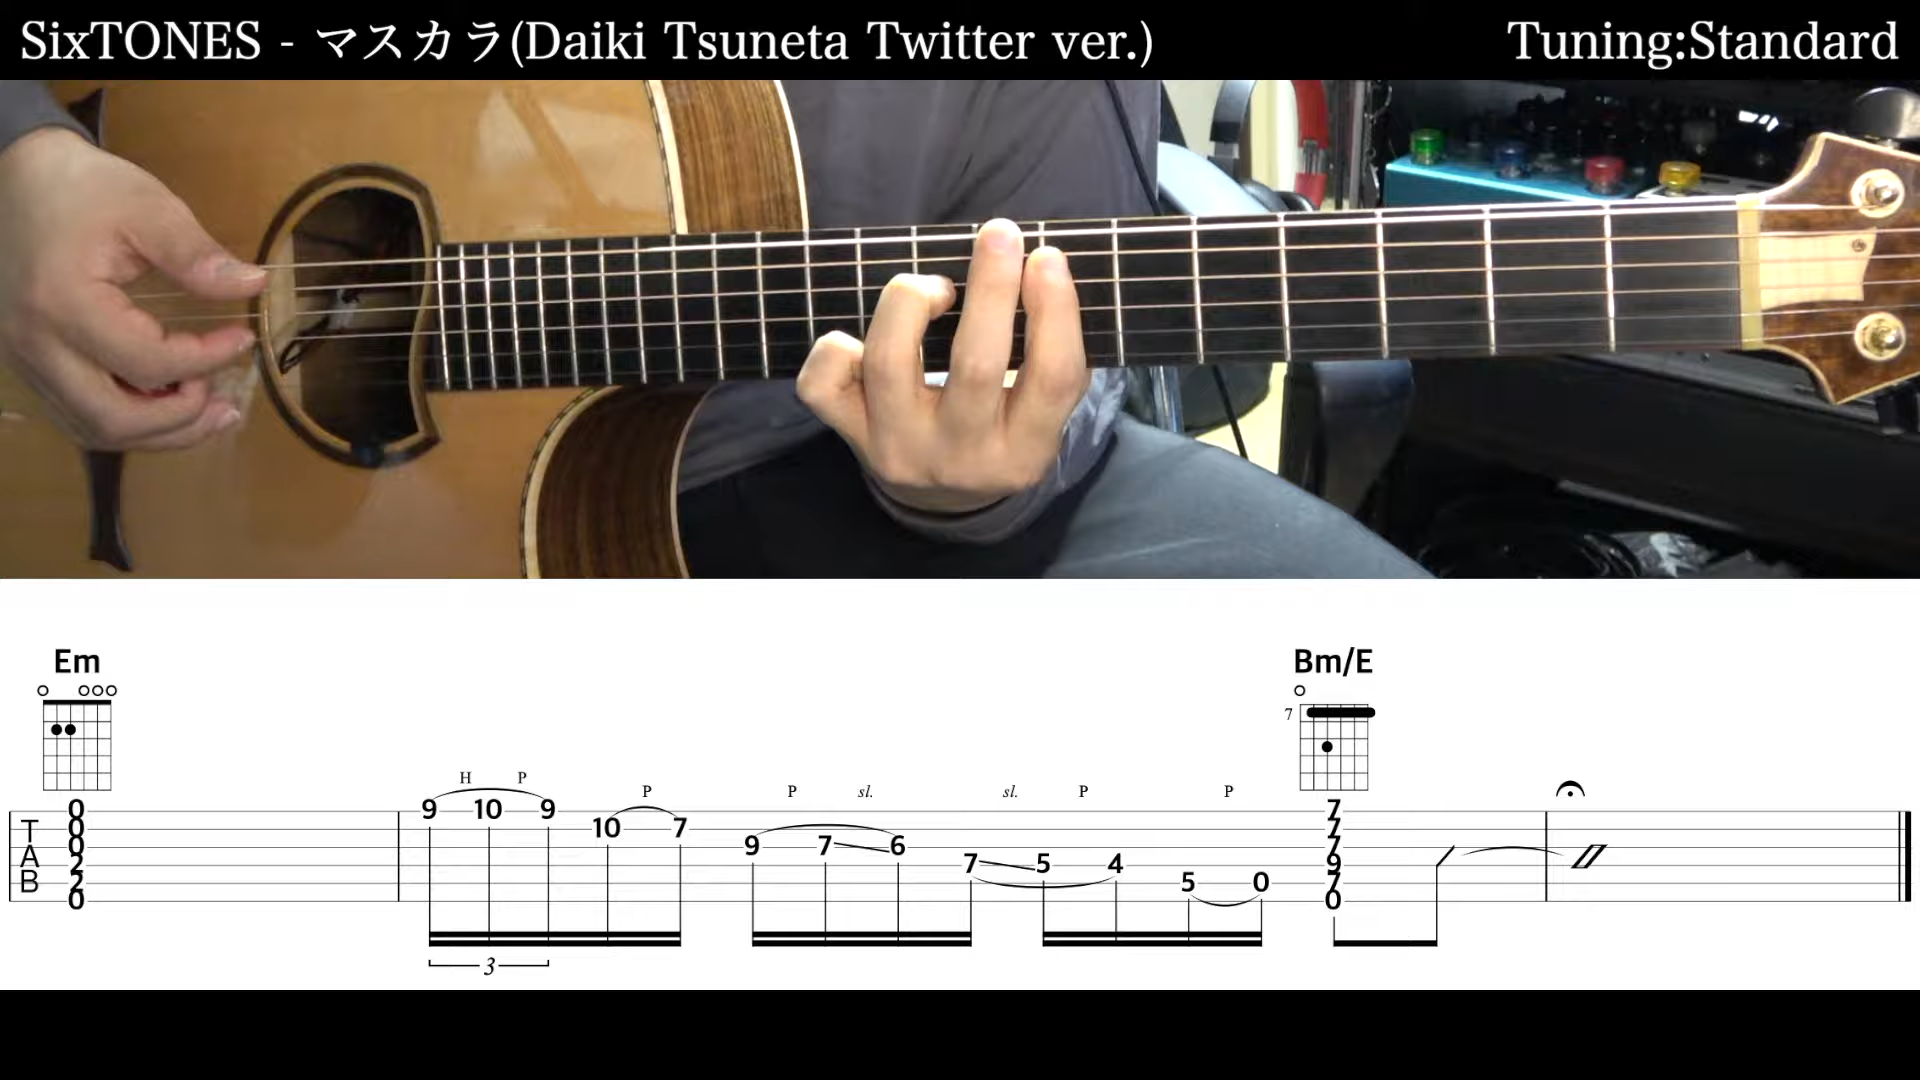 SixTONES - マスカラ(Daiki Tsuneta Twitter ver.)
Tuning:Standard
Em
Bm/E
7
H P P P sl. sl. P P
T
A
B
0 9 10 9 7
0 10 7 7
0 9 7 6 7
2 7 5 4 9
2 5 0 7
0 0
3